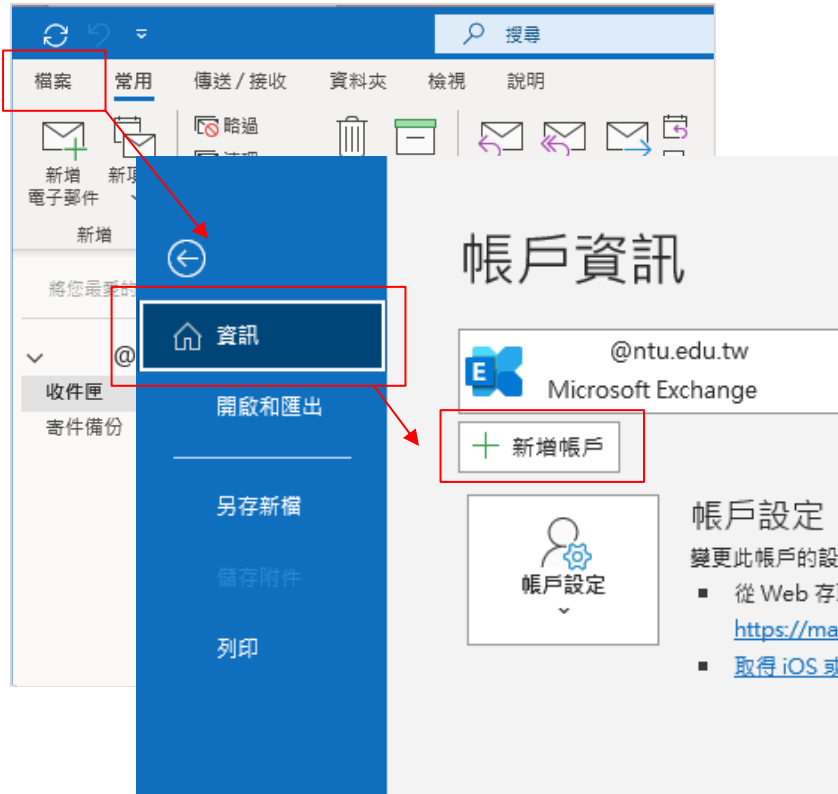 搜尋
檔案 常用 傳送 / 接收 資料夾 檢視 說明
略過
新增
電子郵件
新增
將您最愛的
@
收件匣
寄件備份
資訊
開啟和匯出
另存新檔
儲存附件
列印
帳戶資訊
@ntu.edu.tw
Microsoft Exchange
新增帳戶
帳戶設定
帳戶設定
變更此帳戶的設
從 Web 存
https://ma
取得 iOS 或